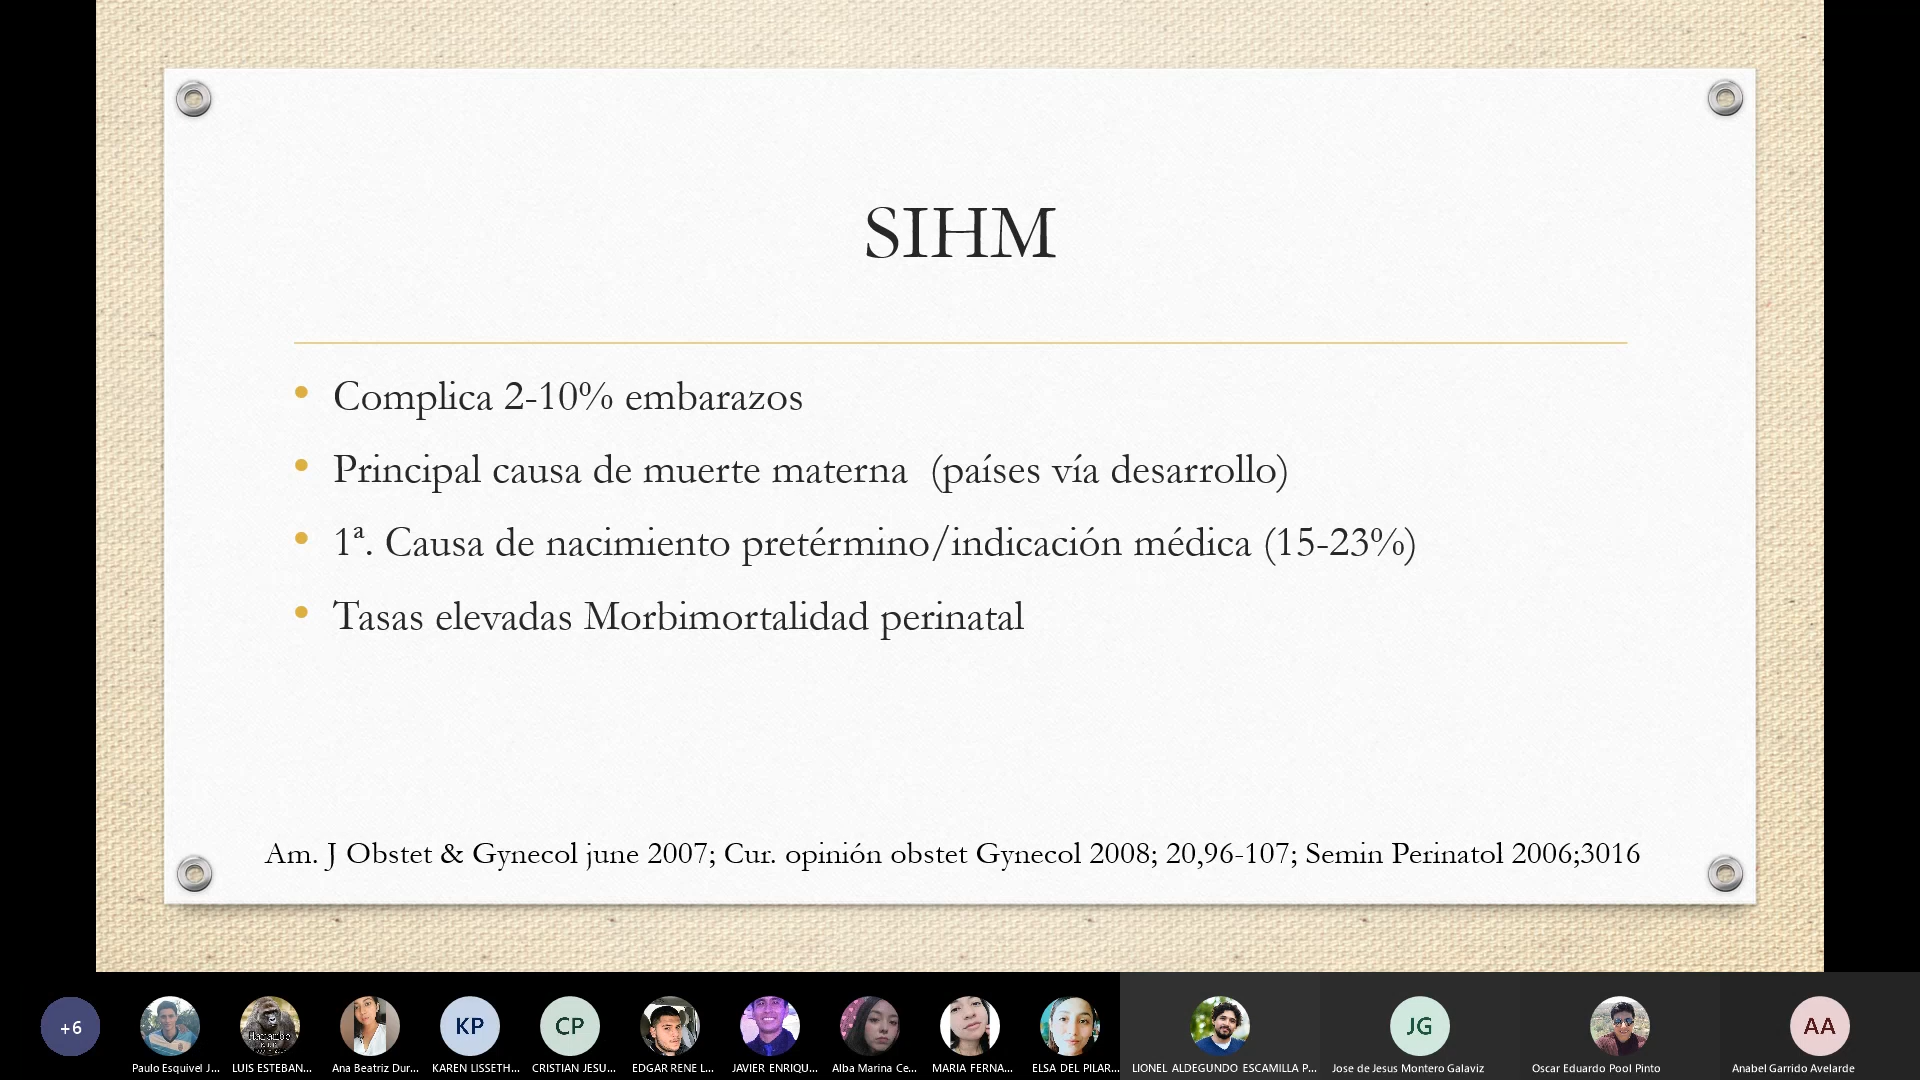 SIHM
• Complica 2-10% embarazos
• Principal causa de muerte materna  (países vía desarrollo)
• 1ª. Causa de nacimiento pretérmino/indicación médica (15-23%)
• Tasas elevadas Morbimortalidad perinatal
Am. J Obstet & Gynecol june 2007; Cur. opinión obstet Gynecol 2008; 20,96-107; Semin Perinatol 2006;3016
+6
KP
CP
JG
AA
Paulo Esquivel J...
LUIS ESTEBAN...
Ana Beatriz Dur...
KAREN LISSETH...
CRISTIAN JESU...
EDGAR RENE L...
JAVIER ENRIQU...
Alba Marina Ce...
MARIA FERNA...
ELSA DEL PILAR...
LIONEL ALDEGUNDO ESCAMILLA P...
Jose de Jesus Montero Galaviz
Oscar Eduardo Pool Pinto
Anabel Garrido Avelarde